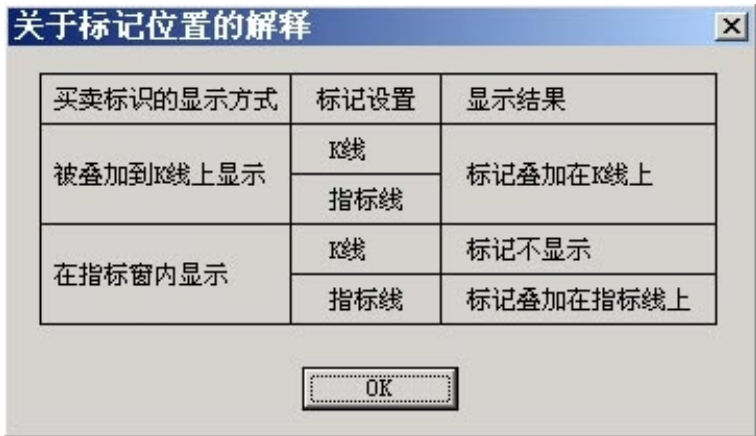 关于标记位置的解释
买卖标识的显示方式 标记设置 显示结果
被叠加到K线上显示 K线 标记叠加在K线上
指标线
在指标窗内显示 K线 标记不显示
指标线 标记叠加在指标线上
OK